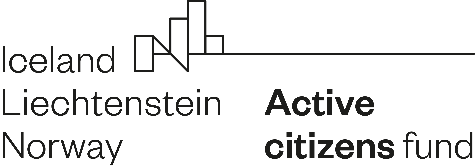 Iceland
Liechtenstein
Norway
Active
citizens fund